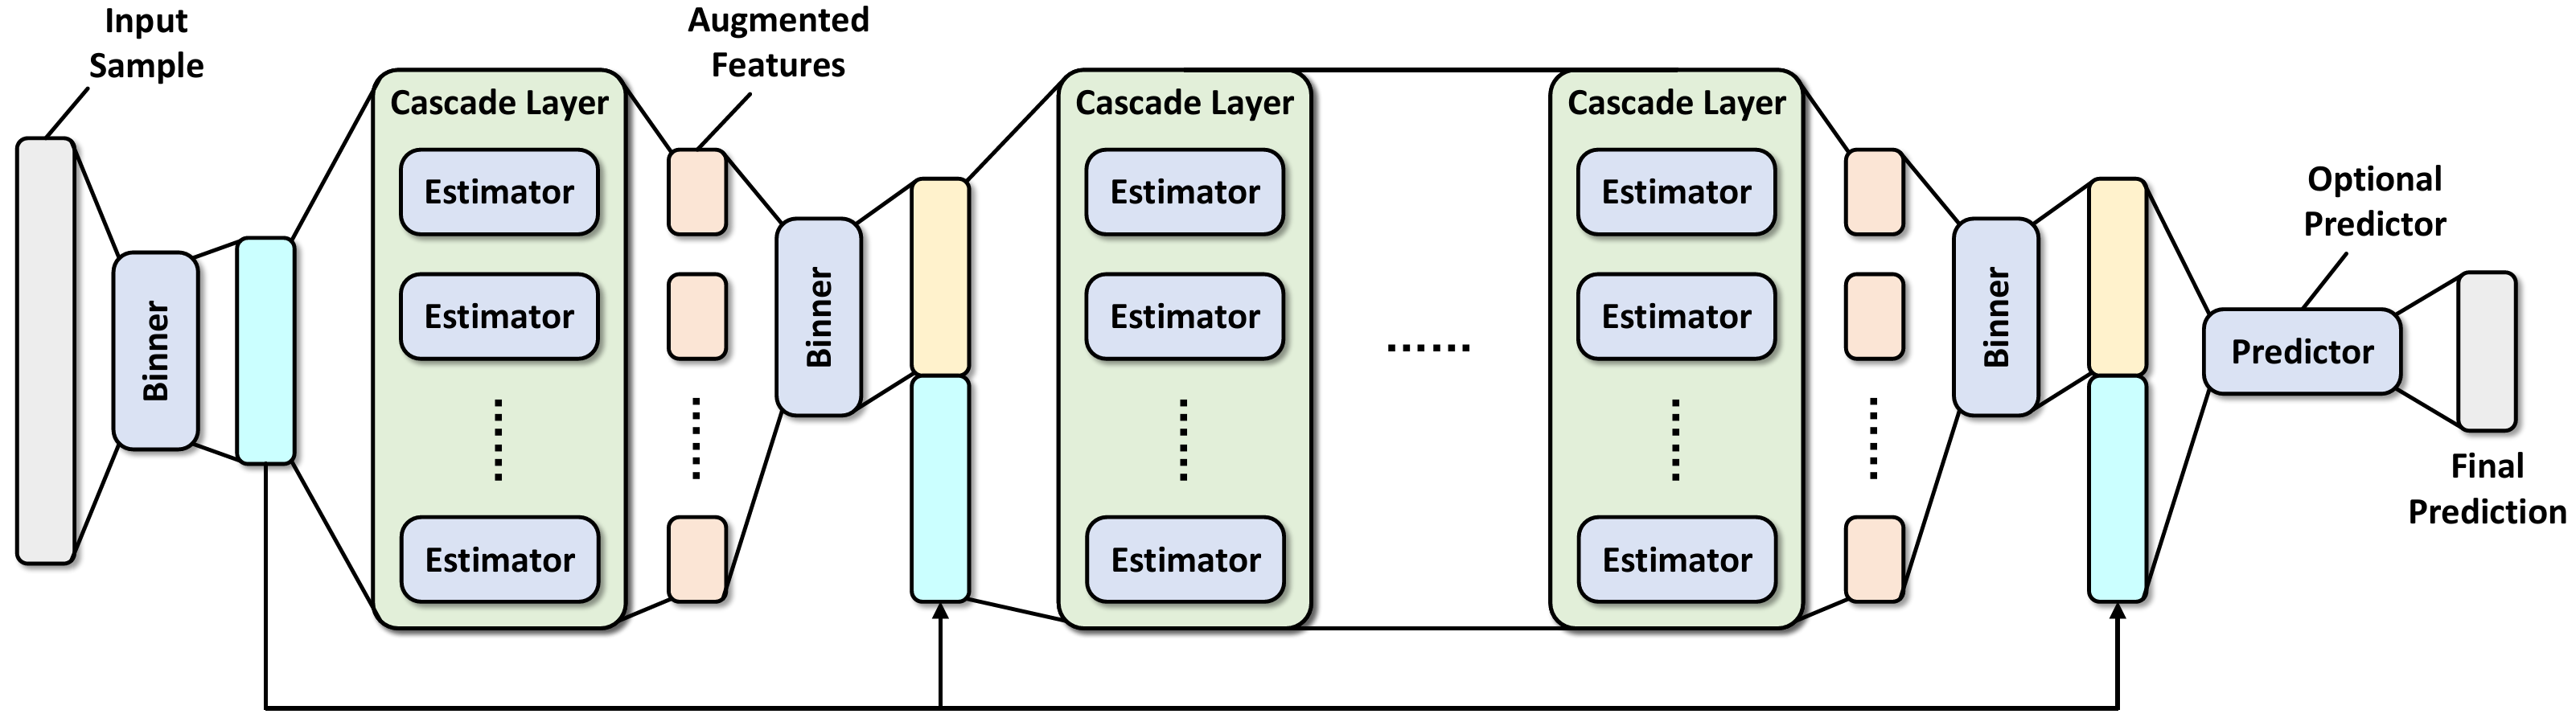 Input
Sample
Binner
Cascade Layer
Estimator
Estimator
Estimator
Augmented
Features
Binner
Cascade Layer
Estimator
Estimator
Estimator
......
Cascade Layer
Estimator
Estimator
Estimator
Binner
Optional
Predictor
Predictor
Final
Prediction